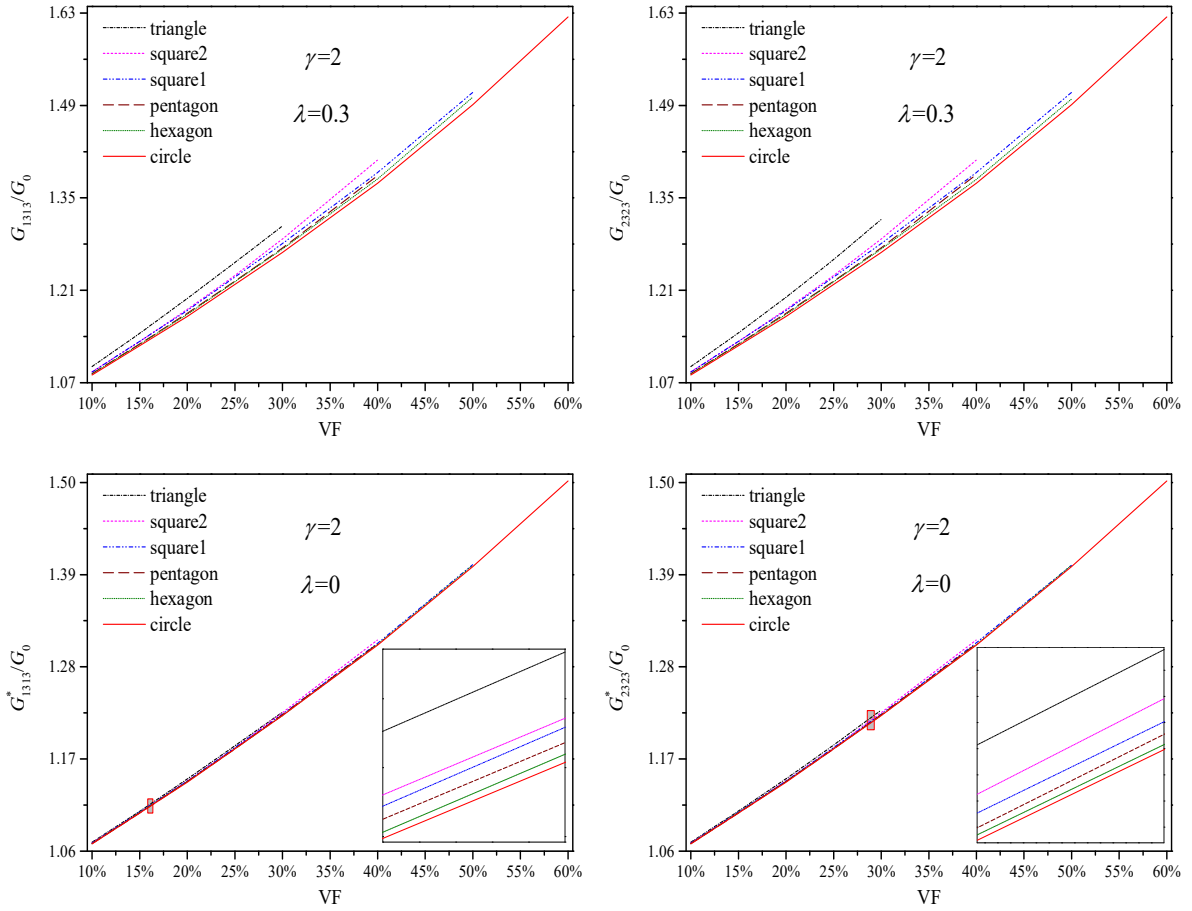 1.63
1.49
1.35
1.21
1.07
G1313/G0
triangle
square2
square1
pentagon
hexagon
circle
γ=2
λ=0.3
10% 15% 20% 25% 30% 35% 40% 45% 50% 55% 60%
VF
1.63
1.49
1.35
1.21
1.07
G2323/G0
triangle
square2
square1
pentagon
hexagon
circle
γ=2
λ=0.3
10% 15% 20% 25% 30% 35% 40% 45% 50% 55% 60%
VF
1.50
1.39
1.28
1.17
1.06
G*1313/G0
triangle
square2
square1
pentagon
hexagon
circle
γ=2
λ=0
10% 15% 20% 25% 30% 35% 40% 45% 50% 55% 60%
VF
1.50
1.39
1.28
1.17
1.06
G*2323/G0
triangle
square2
square1
pentagon
hexagon
circle
γ=2
λ=0
10% 15% 20% 25% 30% 35% 40% 45% 50% 55% 60%
VF